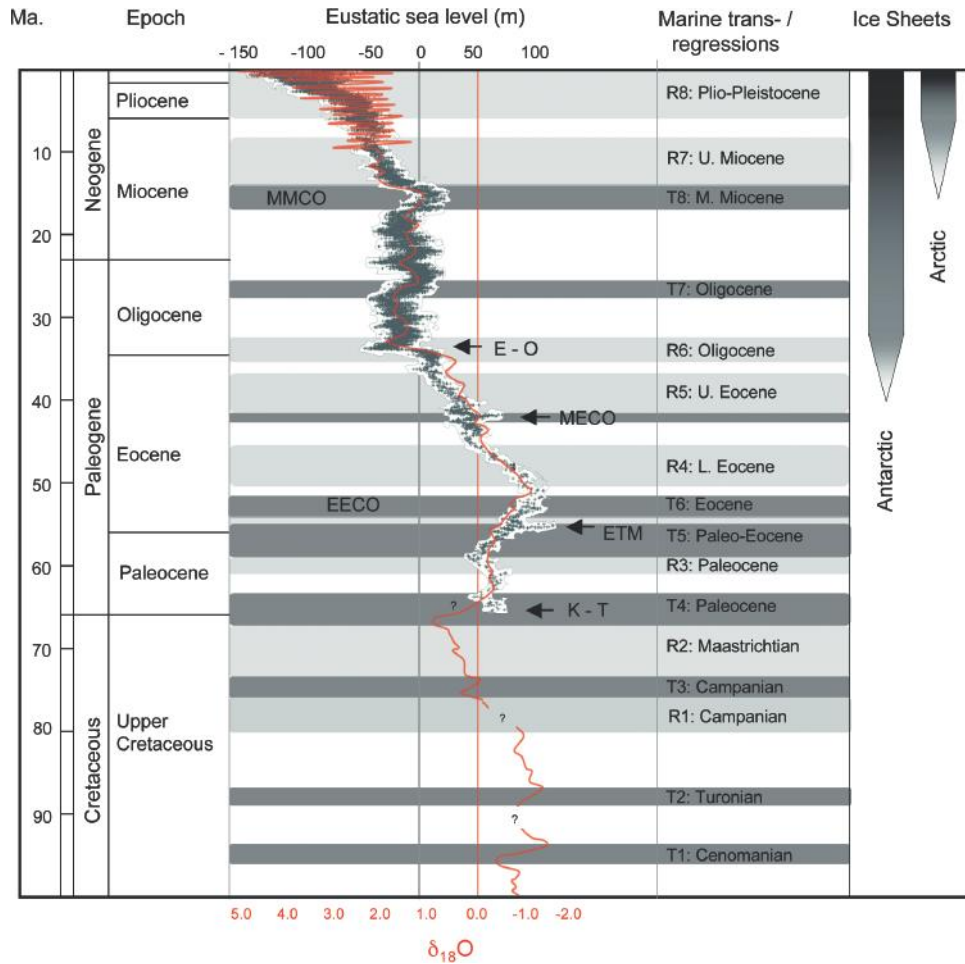 Ma.
Epoch
Eustatic sea level (m)
Marine trans- /
regressions
Ice Sheets
- 150
-100
-50
0
50
100
Neogene
Paleogene
Cretaceous
10
20
30
40
50
60
70
80
90
Pliocene
Miocene
Oligocene
Eocene
Paleocene
Upper
Cretaceous
MMCO
E - O
MECO
EECO
ETM
K - T
?
?
?
R8: Plio-Pleistocene
R7: U. Miocene
T8: M. Miocene
T7: Oligocene
R6: Oligocene
R5: U. Eocene
R4: L. Eocene
T6: Eocene
T5: Paleo-Eocene
R3: Paleocene
T4: Paleocene
R2: Maastrichtian
T3: Campanian
R1: Campanian
T2: Turonian
T1: Cenomanian
Antarctic
Arctic
5.0
4.0
3.0
2.0
1.0
0.0
-1.0
-2.0
δ18O